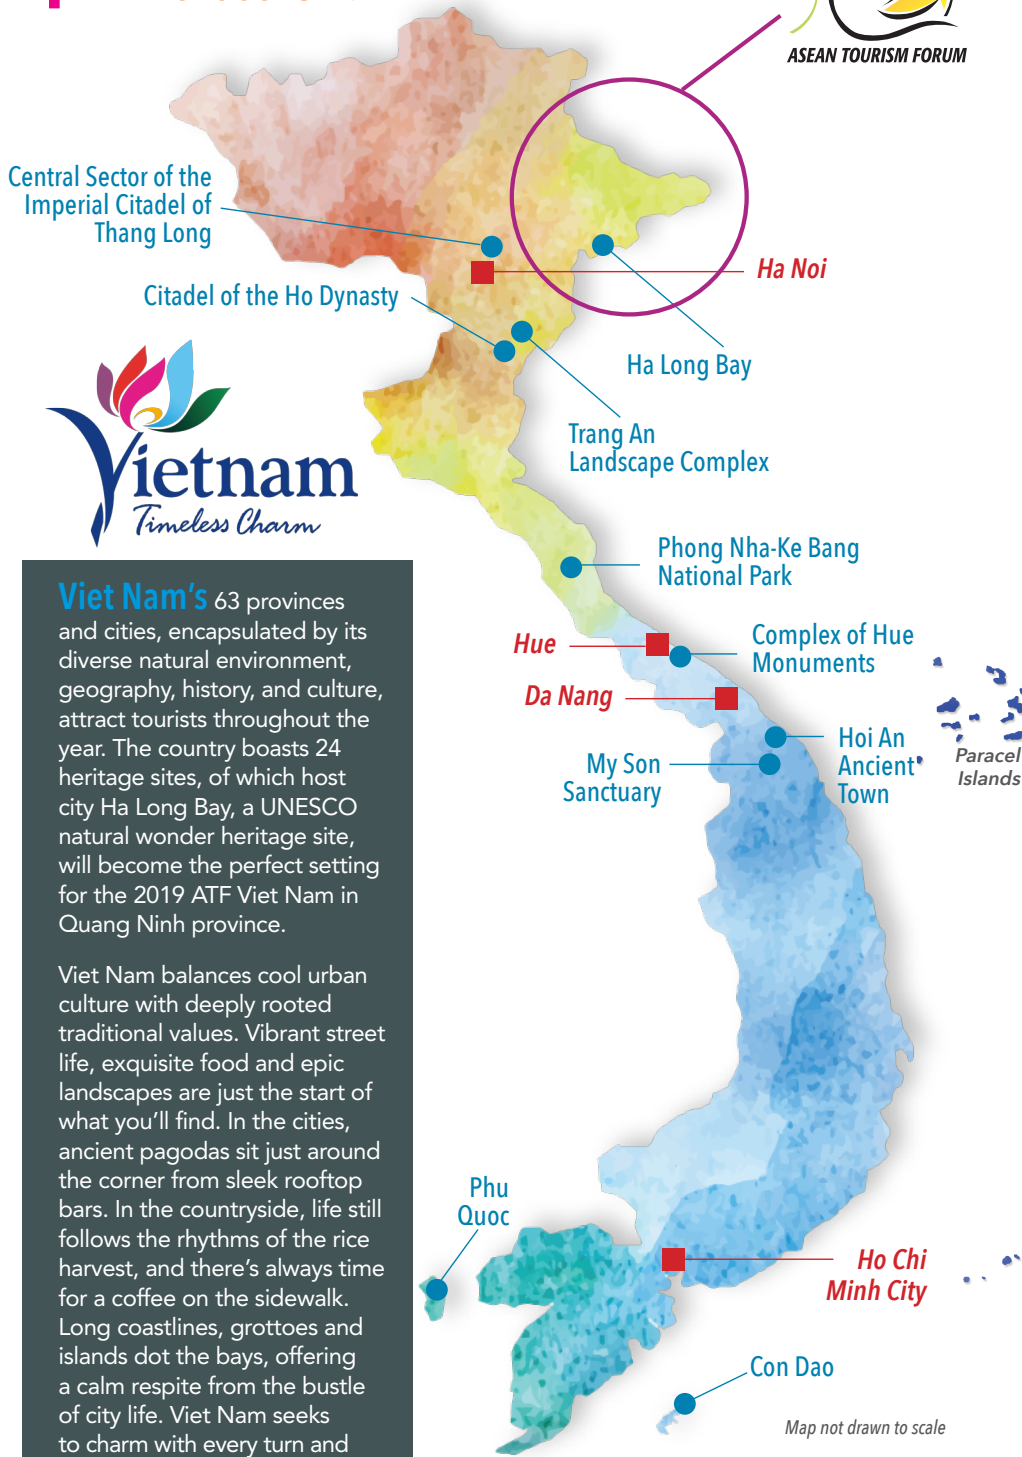 ASEAN TOURISM FORUM
Central Sector of the
Imperial Citadel of
Thang Long
Ha Noi
Citadel of the Ho Dynasty
Ha Long Bay
Trang An
Landscape Complex
Vietnam
Timeless Charm
Phong Nha-Ke Bang
National Park
Hue
Complex of Hue
Monuments
Da Nang
Hoi An
Ancient
Town
My Son
Sanctuary
Paracel
Islands
Viet Nam's 63 provinces
and cities, encapsulated by its
diverse natural environment,
geography, history, and culture,
attract tourists throughout the
year. The country boasts 24
heritage sites, of which host
city Ha Long Bay, a UNESCO
natural wonder heritage site,
will become the perfect setting
for the 2019 ATF Viet Nam in
Quang Ninh province.
Viet Nam balances cool urban
culture with deeply rooted
traditional values. Vibrant street
life, exquisite food and epic
landscapes are just the start of
what you'll find. In the cities,
ancient pagodas sit just around
the corner from sleek rooftop
bars. In the countryside, life still
follows the rhythms of the rice
harvest, and there's always time
for a coffee on the sidewalk.
Long coastlines, grottoes and
islands dot the bays, offering
a calm respite from the bustle
of city life. Viet Nam seeks
to charm with every turn and
Phu
Quoc
Ho Chi
Minh City
Con Dao
Map not drawn to scale